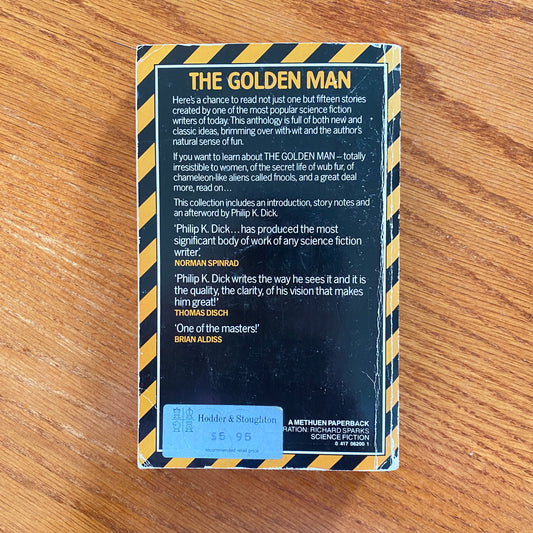 THE GOLDEN MAN
Here's a chance to read not just one but fifteen stories
created by one of the most popular science fiction
writers of today. This anthology is full of both new and
classic ideas, brimming over with wit and the author's
natural sense of fun.
If you want to learn about THE GOLDEN MAN – totally
irresistible to women, of the secret life of wub fur, of
chameleon-like aliens called fnools, and a great deal
more, read on...
This collection includes an introduction, story notes and
an afterword by Philip K. Dick.
'Philip K. Dick... has produced the most
significant body of work of any science fiction
writer'.
NORMAN SPINRAD
'Philip K. Dick writes the way he sees it and it is
the quality, the clarity, of his vision that makes
him great!'
THOMAS DISCH
'One of the masters!'
BRIAN ALDISS
Hodder & Stoughton
$5 95
recommended retail price
A METHUEN PAPERBACK
RATION: RICHARD SPARKS
SCIENCE FICTION
0 417 06200 1